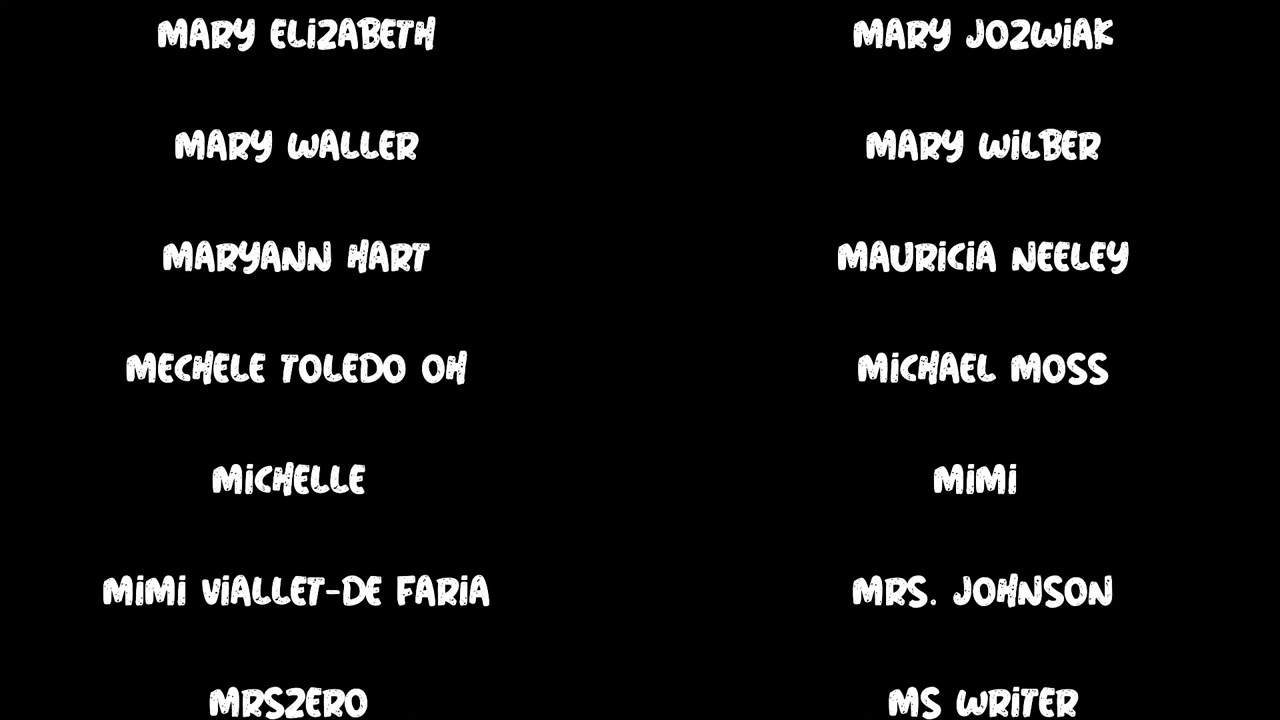 MARY ELiZABETH
MARY JOZWiAK
MARY WALLER
MARY WiLBER
MARYANN HART
MAURiCiA NEELEY
MECHELE TOLEDO OH
MiCHAEL MOSS
MiCHELLE
MiMi
MiMi ViALLET-DE FARiA
MRS. JOHNSON
MRSZERO
MS WRiTER